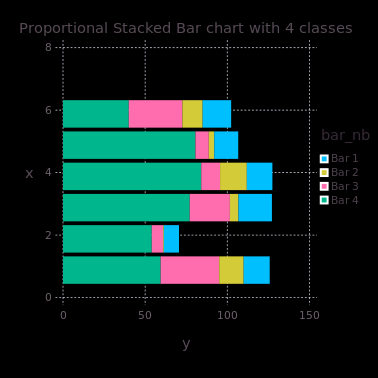 Proportional Stacked Bar chart with 4 classes
8
6
4
2
0
x
0 50 100 150
y
bar_nb
Bar 1
Bar 2
Bar 3
Bar 4